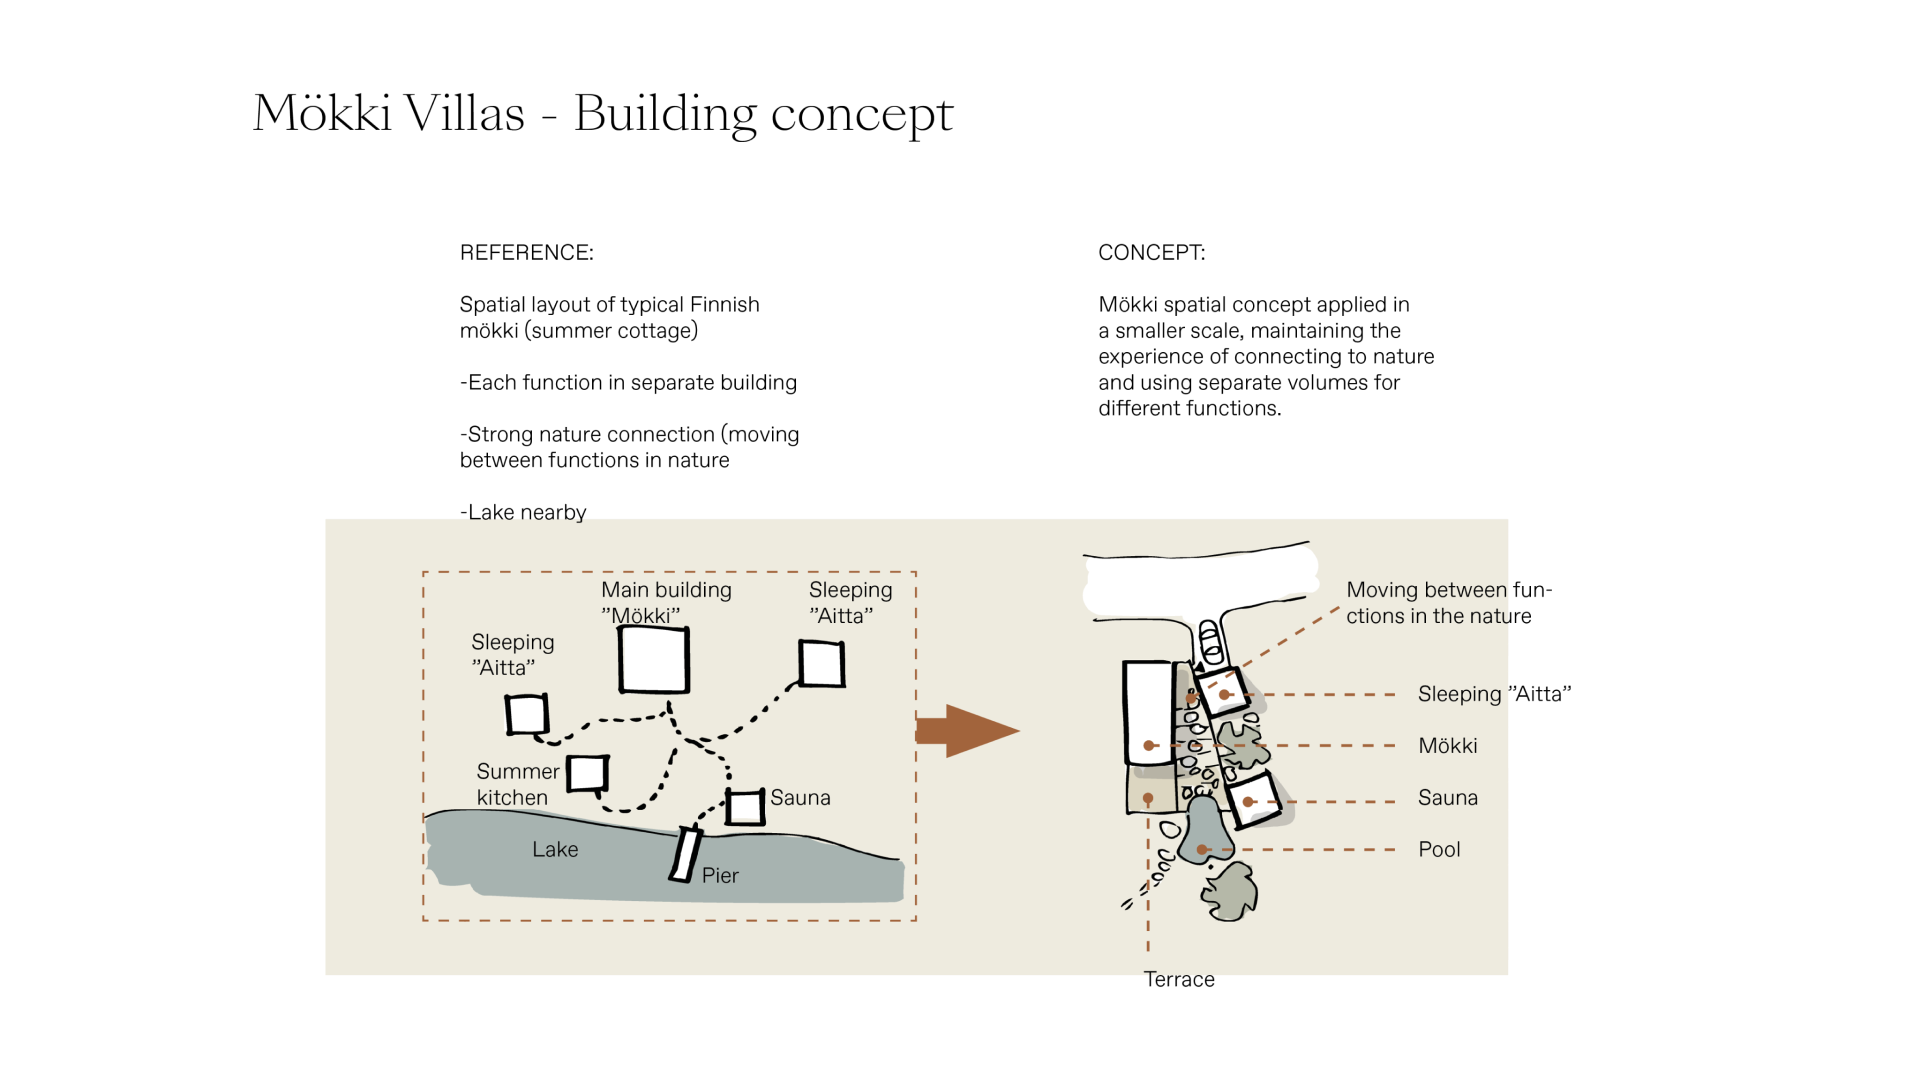 Mökki Villas - Building concept
REFERENCE:
Spatial layout of typical Finnish
mökki (summer cottage)
-Each function in separate building
-Strong nature connection (moving
between functions in nature
-Lake nearby
CONCEPT:
Mökki spatial concept applied in
a smaller scale, maintaining the
experience of connecting to nature
and using separate volumes for
different functions.
Main building
”Mökki”
Sleeping
”Aitta”
Sleeping
”Aitta”
Summer
kitchen
Sauna
Lake
Pier
Moving between fun-
ctions in the nature
Sleeping ”Aitta”
Mökki
Sauna
Pool
Terrace